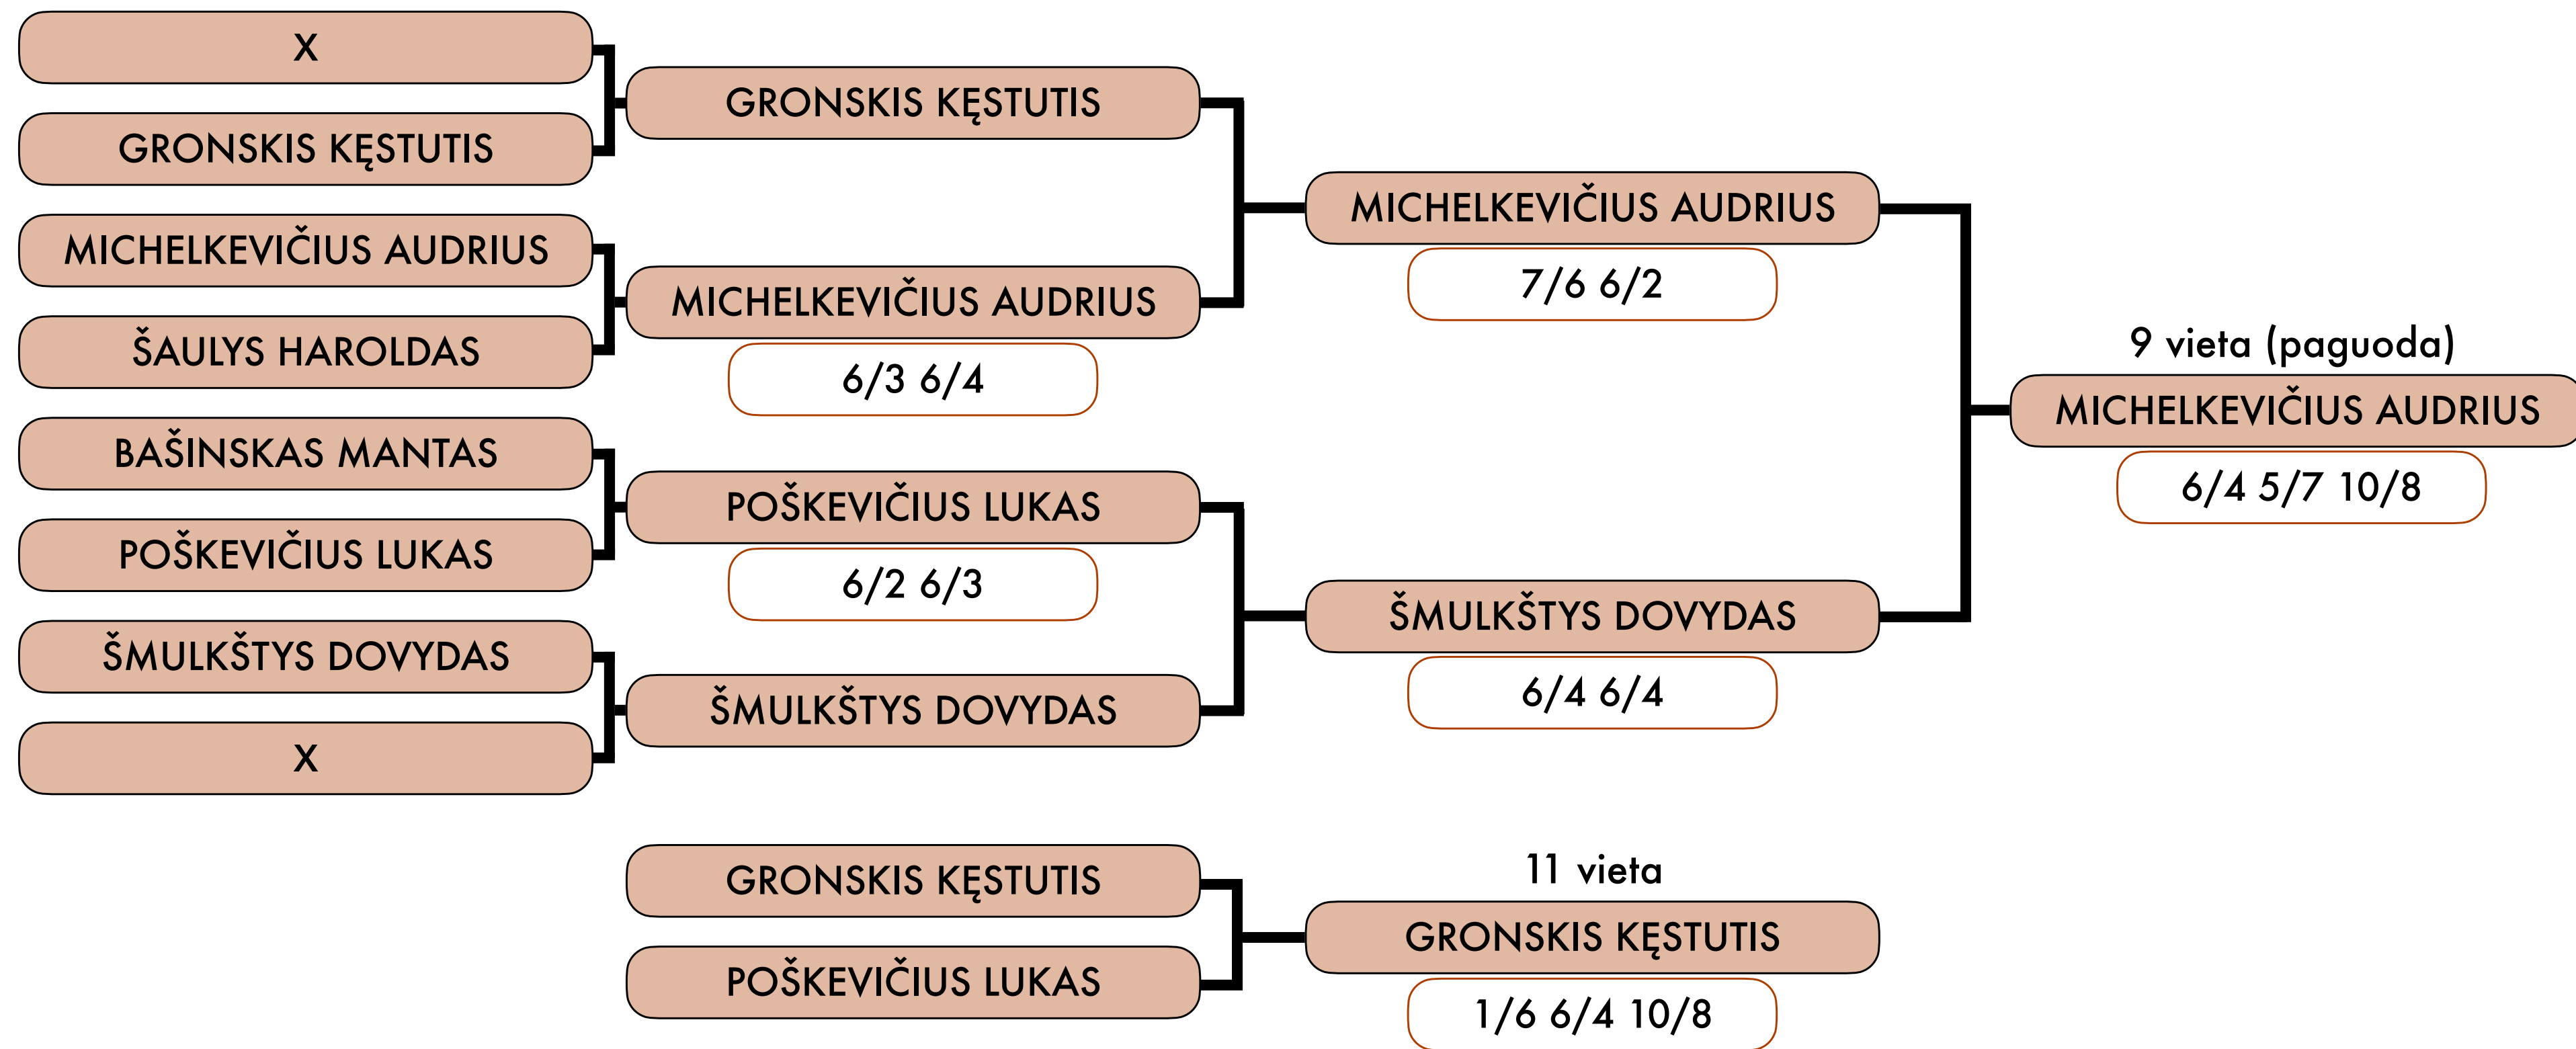 X
GRONSKIS KĘSTUTIS
MICHELKEVIČIUS AUDRIUS
ŠAULYS HAROLDAS
BAŠINSKAS MANTAS
POŠKEVIČIUS LUKAS
ŠMULKŠTYS DOVYDAS
X
GRONSKIS KĘSTUTIS
MICHELKEVIČIUS AUDRIUS
6/3 6/4
POŠKEVIČIUS LUKAS
6/2 6/3
ŠMULKŠTYS DOVYDAS
MICHELKEVIČIUS AUDRIUS
7/6 6/2
ŠMULKŠTYS DOVYDAS
6/4 6/4
9 vieta (paguoda)
MICHELKEVIČIUS AUDRIUS
6/4 5/7 10/8
GRONSKIS KĘSTUTIS
POŠKEVIČIUS LUKAS
11 vieta
GRONSKIS KĘSTUTIS
1/6 6/4 10/8